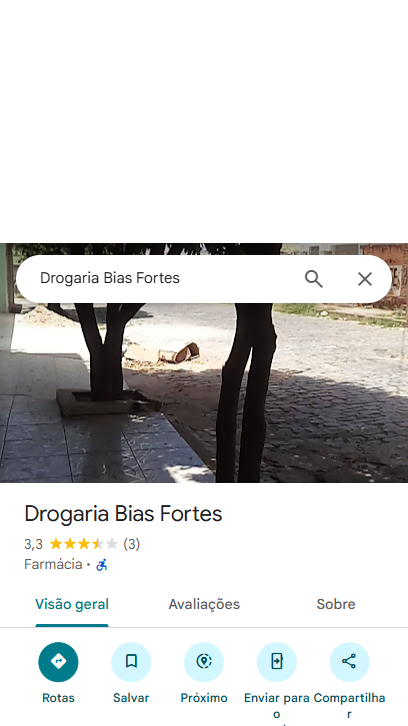 Drogaria Bias Fortes
Drogaria Bias Fortes
3,3 (3)
Farmácia ·
Visão geral Avaliações Sobre
Rotas Salvar Próximo Enviar para o Compartilhar